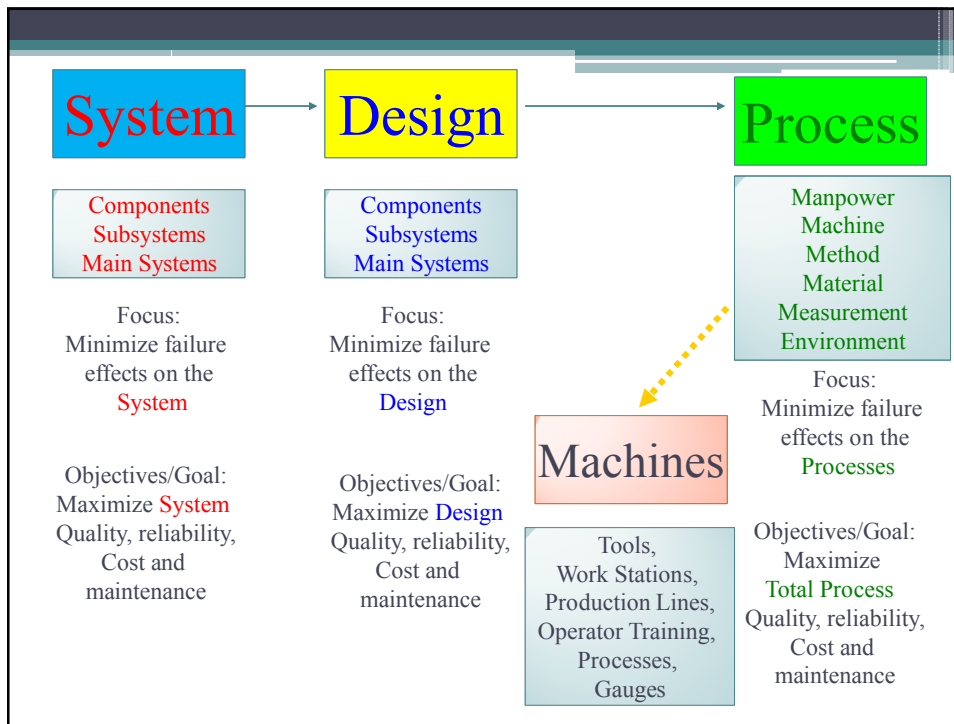 System
Design
Process
Components
Subsystems
Main Systems
Focus:
Minimize failure
effects on the
System
Objectives/Goal:
Maximize System
Quality, reliability,
Cost and
maintenance
Components
Subsystems
Main Systems
Focus:
Minimize failure
effects on the
Design
Objectives/Goal:
Maximize Design
Quality, reliability,
Cost and
maintenance
Machines
Tools,
Work Stations,
Production Lines,
Operator Training,
Processes,
Gauges
Manpower
Machine
Method
Material
Measurement
Environment
Focus:
Minimize failure
effects on the
Processes
Objectives/Goal:
Maximize
Total Process
Quality, reliability,
Cost and
maintenance